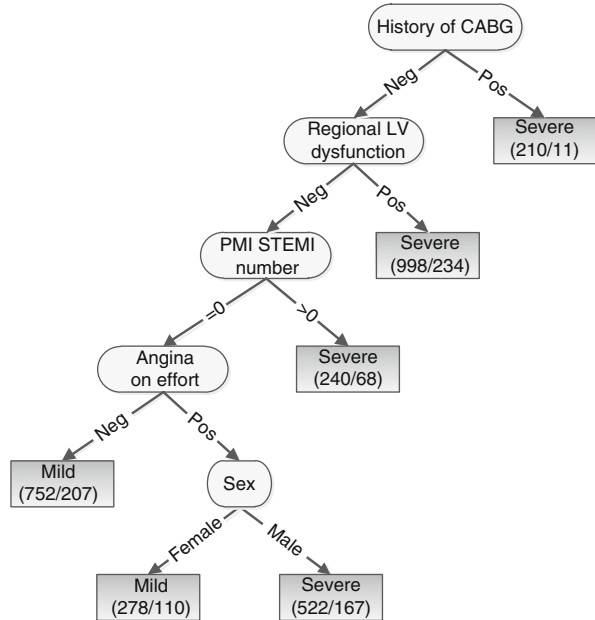 History of CABG
Neg
Pos
Regional LV
dysfunction
Severe
(210/11)
Neg
Pos
PMI STEMI
number
Severe
(998/234)
=0
>0
Angina
on effort
Severe
(240/68)
Neg
Pos
Mild
(752/207)
Sex
Female
Male
Mild
(278/110)
Severe
(522/167)